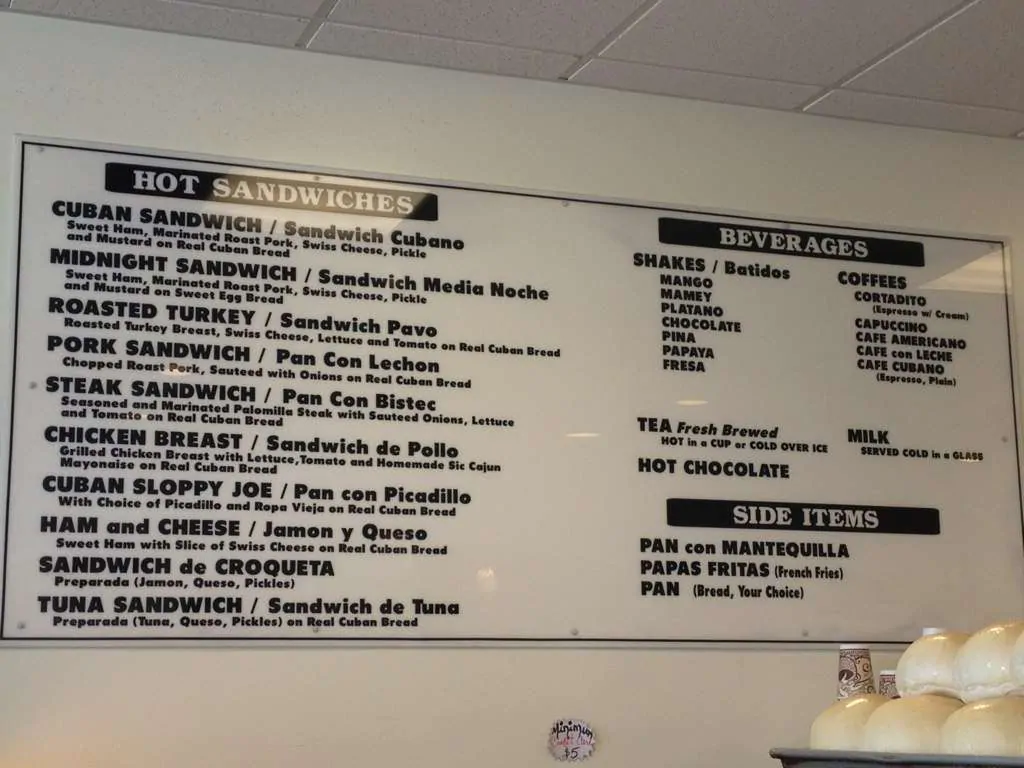 HOT SANDWICHES
CUBAN SANDWICH / Sandwich Cubano
Sweet Ham, Marinated Roast Pork, Swiss Cheese, Pickle
and Mustard on Real Cuban Bread
MIDNIGHT SANDWICH / Sandwich Media Noche
Sweet Ham, Marinated Roast Pork, Swiss Cheese, Pickle
and Mustard on Sweet Egg Bread
ROASTED TURKEY / Sandwich Pavo
Roasted Turkey Breast, Swiss Cheese, Lettuce and Tomato on Real Cuban Bread
PORK SANDWICH / Pan Con Lechon
Chopped Roast Pork, Sauteed with Onions on Real Cuban Bread
STEAK SANDWICH / Pan Con Bistec
Seasoned and Marinated Palomilla Steak with Sauteed Onions, Lettuce
and Tomato on Real Cuban Bread
CHICKEN BREAST / Sandwich de Pollo
Grilled Chicken Breast with Lettuce,Tomato and Homemade Sic Cajun
Mayonaise on Real Cuban Bread
CUBAN SLOPPY JOE / Pan con Picadillo
With Choice of Picadillo and Ropa Vieja on Real Cuban Bread
HAM and CHEESE / Jamon y Queso
Sweet Ham with Slice of Swiss Cheese on Real Cuban Bread
SANDWICH de CROQUETA
Preparada (Jamon, Queso, Pickles)
TUNA SANDWICH / Sandwich de Tuna
Preparada (Tuna, Queso, Pickles) on Real Cuban Bread
BEVERAGES
SHAKES / Batidos
MANGO
MAMEY
PLATANO
CHOCOLATE
PINA
PAPAYA
FRESA
COFFEES
CORTADITO
(Espresso w/ Cream)
CAPUCCINO
CAFE AMERICANO
CAFE con LECHE
CAFE CUBANO
(Espresso, Plain)
TEA Fresh Brewed
HOT in a CUP or COLD OVER ICE
MILK
SERVED COLD in a GLASS
HOT CHOCOLATE
SIDE ITEMS
PAN con MANTEQUILLA
PAPAS FRITAS (French Fries)
PAN (Bread, Your Choice)
Minimum
$5